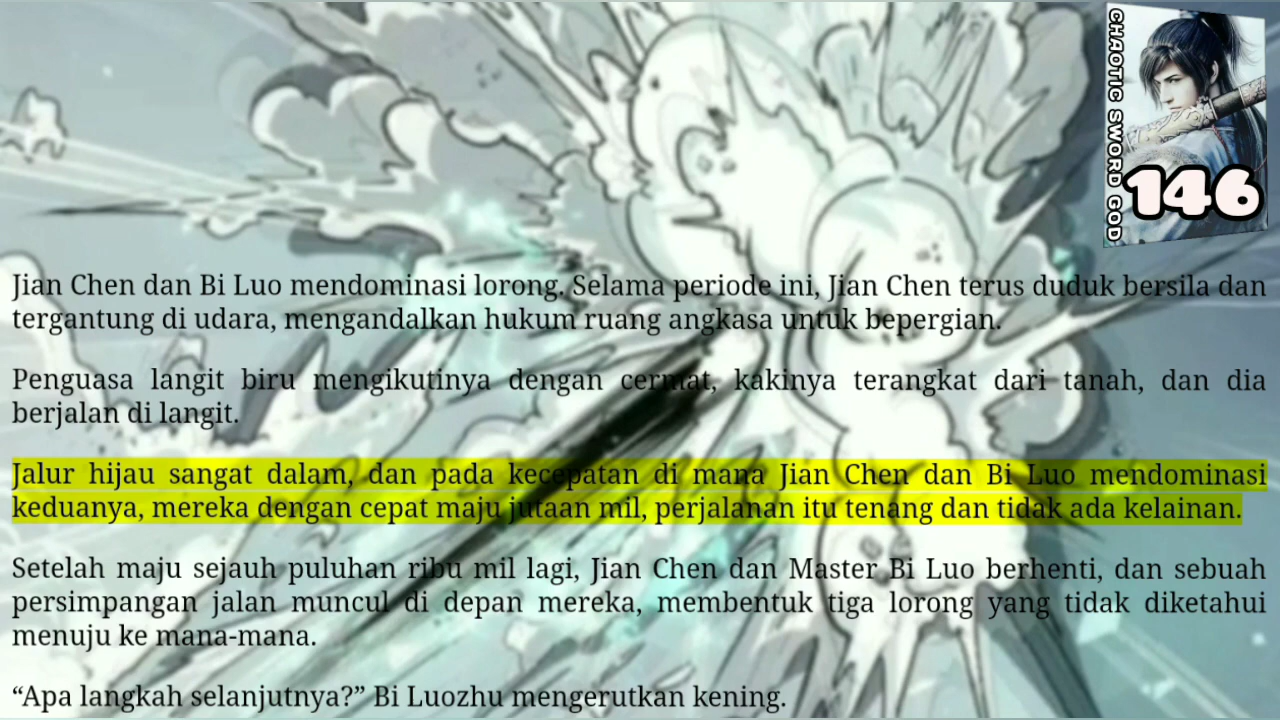 CHAOTIC SWORD GOD
146
Jian Chen dan Bi Luo mendominasi lorong. Selama periode ini, Jian Chen terus duduk bersila dan
tergantung di udara, mengandalkan hukum ruang angkasa untuk bepergian.
Penguasa langit biru mengikutinya dengan cermat, kakinya terangkat dari tanah, dan dia
berjalan di langit.
Jalur hijau sangat dalam, dan pada kecepatan di mana Jian Chen dan Bi Luo mendominasi
keduanya, mereka dengan cepat maju jutaan mil, perjalanan itu tenang dan tidak ada kelainan.
Setelah maju sejauh puluhan ribu mil lagi, Jian Chen dan Master Bi Luo berhenti, dan sebuah
persimpangan jalan muncul di depan mereka, membentuk tiga lorong yang tidak diketahui
menuju ke mana-mana.
“Apa langkah selanjutnya?” Bi Luozhu mengerutkan kening.